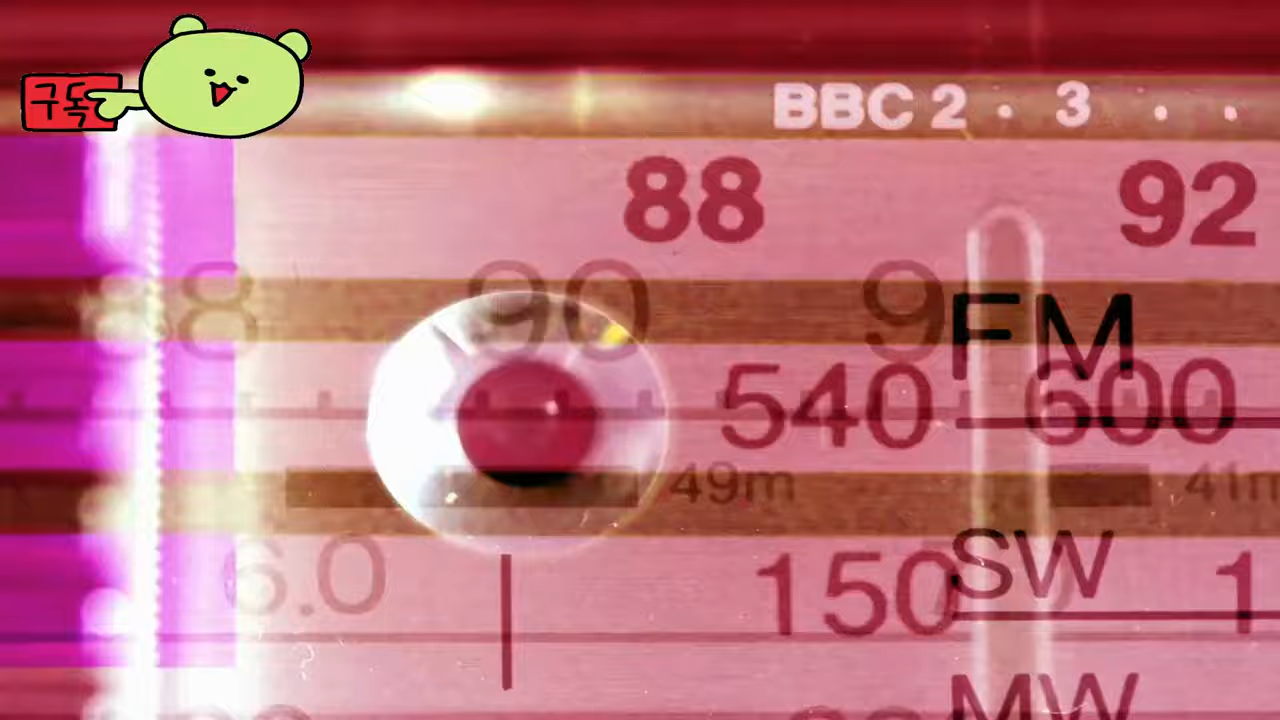 구독
BBC 2 · 3 · ·
88 92
88 90 9
FM
540 600
49m 41m
6.0
SW
150 1
MW